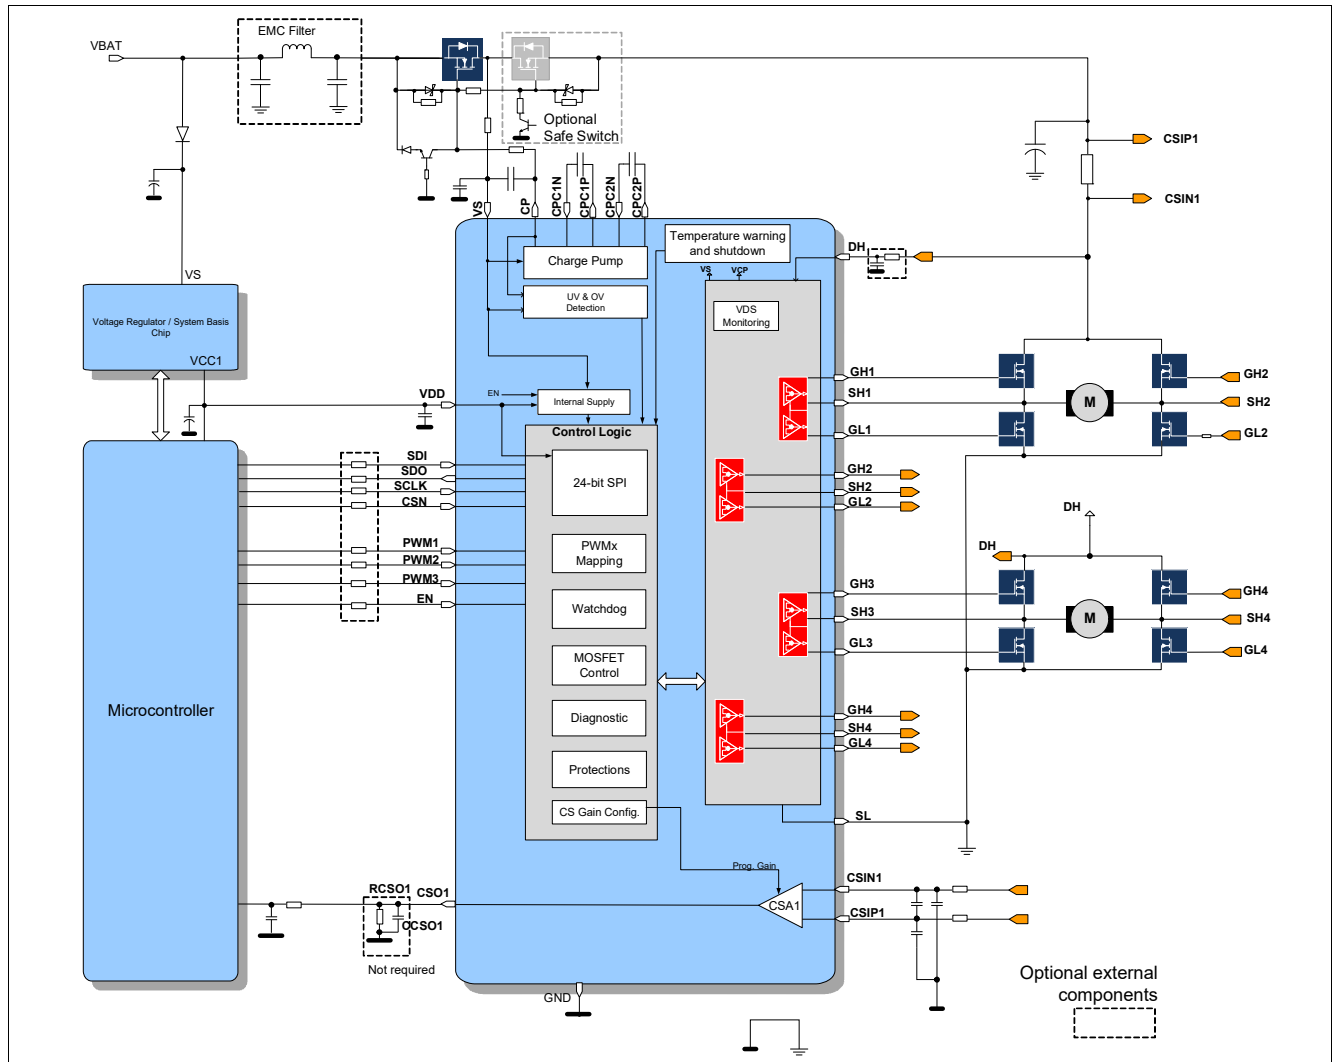 EMC Filter
VBAT
Optional
Safe Switch
CSIP1
CSIN1
VS
CP
CPC1N
CPC1P
CPC2N
CPC2P
Temperature warning
and shutdown
DH
Charge Pump
VS
VCP
VS
UV & OV
Detection
VDS
Monitoring
Voltage Regulator / System Basis
Chip
VCC1
GH1
GH2
VDD
EN
Internal Supply
SH1
M
SH2
Control Logic
GL1
GL2
SDI
SDO
SCLK
CSN
24-bit SPI
GH2
SH2
GL2
DH
PWM1
PWM2
PWM3
EN
PWMx
Mapping
DH
Watchdog
GH3
GH4
SH3
M
SH4
GL3
GL4
MOSFET
Control
Microcontroller
Diagnostic
GH4
SH4
GL4
Protections
CS Gain Config.
SL
Prog. Gain
RCSO1
CSO1
CCSO1
Not required
CSA1
CSIN1
CSIP1
GND
Optional external
components